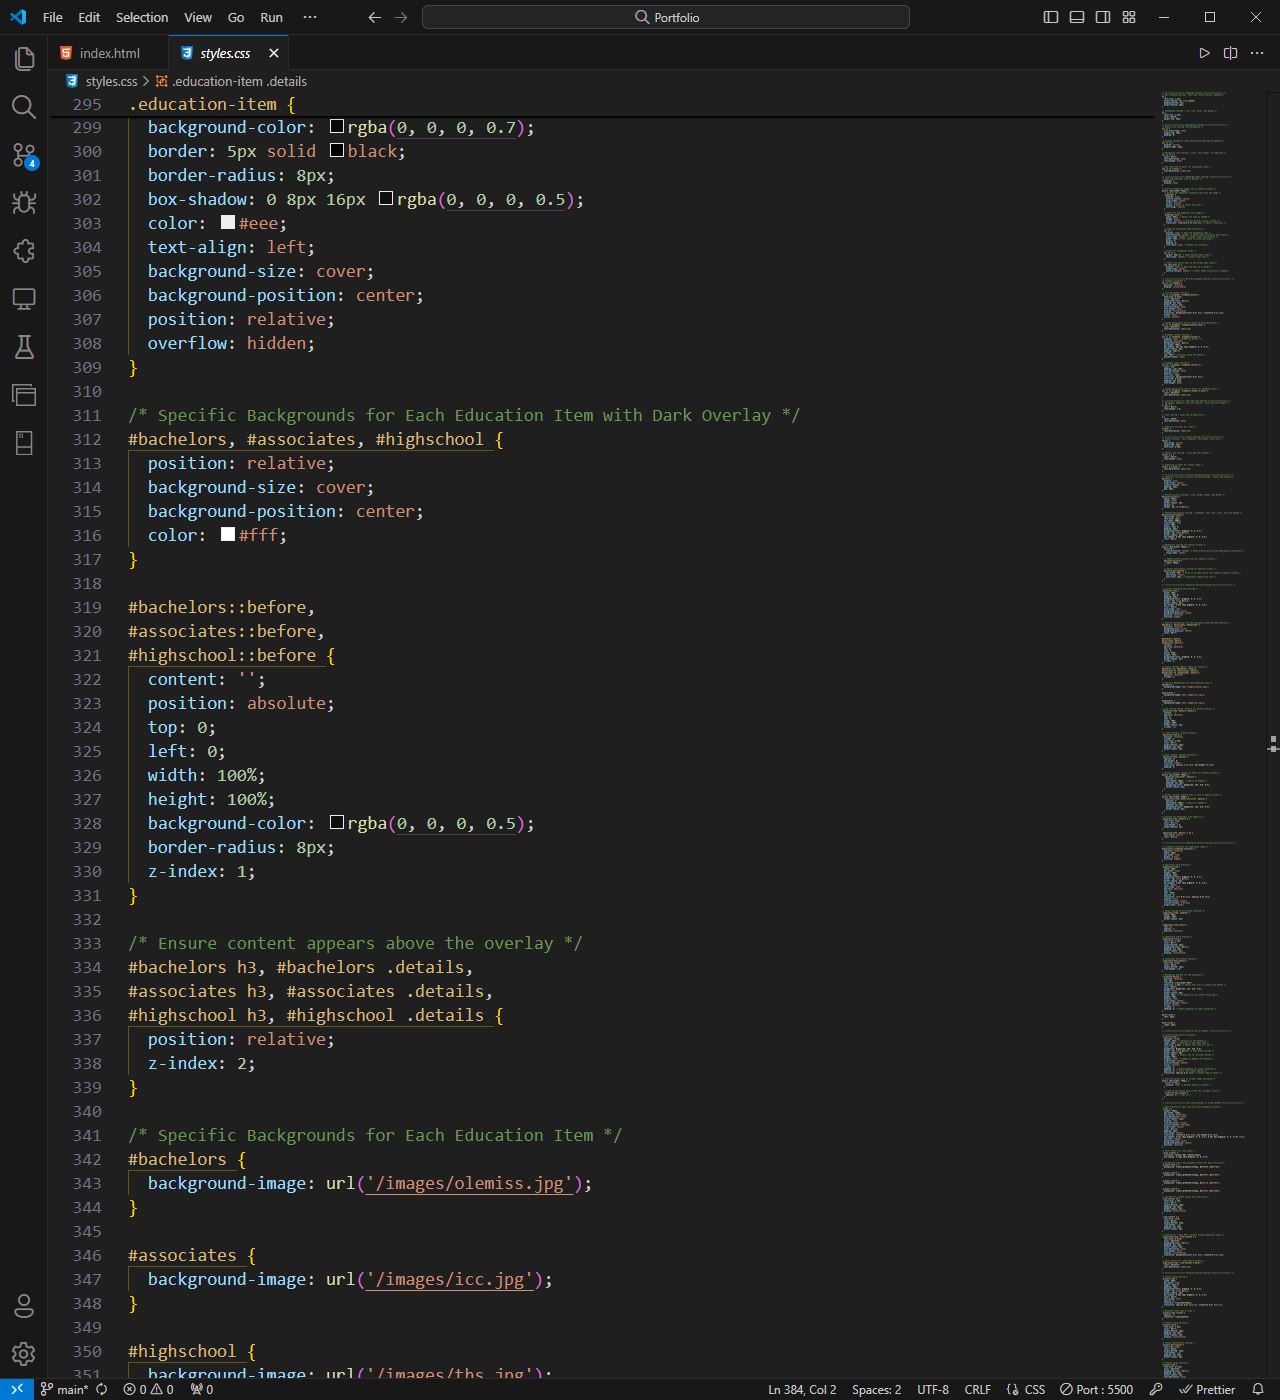 File Edit Selection View Go Run ··· Portfolio
index.html styles.css
styles.css > .education-item .details
295 .education-item {
299 background-color: rgba(0, 0, 0, 0.7);
300 border: 5px solid black;
301 border-radius: 8px;
302 box-shadow: 0 8px 16px rgba(0, 0, 0, 0.5);
303 color: #eee;
304 text-align: left;
305 background-size: cover;
306 background-position: center;
307 position: relative;
308 overflow: hidden;
309 }
310
311 /* Specific Backgrounds for Each Education Item with Dark Overlay */
312 #bachelors, #associates, #highschool {
313 position: relative;
314 background-size: cover;
315 background-position: center;
316 color: #fff;
317 }
318
319 #bachelors::before,
320 #associates::before,
321 #highschool::before {
322 content: '';
323 position: absolute;
324 top: 0;
325 left: 0;
326 width: 100%;
327 height: 100%;
328 background-color: rgba(0, 0, 0, 0.5);
329 border-radius: 8px;
330 z-index: 1;
331 }
332
333 /* Ensure content appears above the overlay */
334 #bachelors h3, #bachelors .details,
335 #associates h3, #associates .details,
336 #highschool h3, #highschool .details {
337 position: relative;
338 z-index: 2;
339 }
340
341 /* Specific Backgrounds for Each Education Item */
342 #bachelors {
343 background-image: url('/images/olemiss.jpg');
344 }
345
346 #associates {
347 background-image: url('/images/icc.jpg');
348 }
349
350 #highschool {
351 background-image: url('/images/ths.jpg');
4
main* 0 0 0 Ln 384, Col 2 Spaces: 2 UTF-8 CRLF {} CSS Port : 5500 Prettier